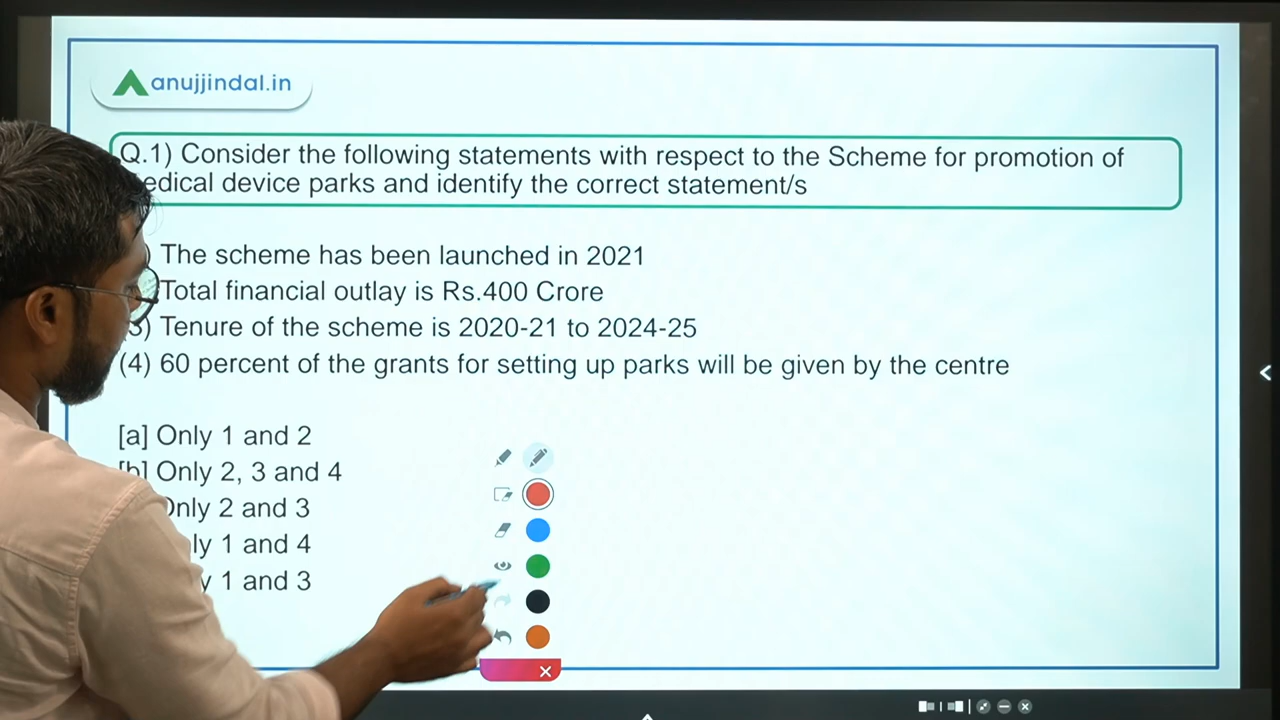 anujjindal.in
Q.1) Consider the following statements with respect to the Scheme for promotion of
edical device parks and identify the correct statement/s
) The scheme has been launched in 2021
Total financial outlay is Rs.400 Crore
3) Tenure of the scheme is 2020-21 to 2024-25
(4) 60 percent of the grants for setting up parks will be given by the centre
[a] Only 1 and 2
[b] Only 2, 3 and 4
Only 2 and 3
ly 1 and 4
y 1 and 3